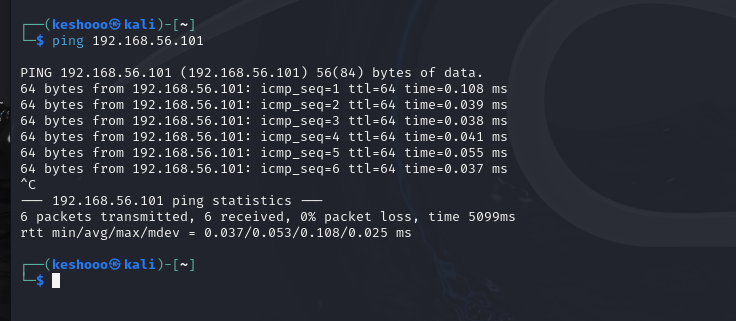 ┌──(keshooo㉿kali)-[~]
└─$ ping 192.168.56.101
PING 192.168.56.101 (192.168.56.101) 56(84) bytes of data.
64 bytes from 192.168.56.101: icmp_seq=1 ttl=64 time=0.108 ms
64 bytes from 192.168.56.101: icmp_seq=2 ttl=64 time=0.039 ms
64 bytes from 192.168.56.101: icmp_seq=3 ttl=64 time=0.038 ms
64 bytes from 192.168.56.101: icmp_seq=4 ttl=64 time=0.041 ms
64 bytes from 192.168.56.101: icmp_seq=5 ttl=64 time=0.055 ms
64 bytes from 192.168.56.101: icmp_seq=6 ttl=64 time=0.037 ms
^C
--- 192.168.56.101 ping statistics ---
6 packets transmitted, 6 received, 0% packet loss, time 5099ms
rtt min/avg/max/mdev = 0.037/0.053/0.108/0.025 ms
┌──(keshooo㉿kali)-[~]
└─$